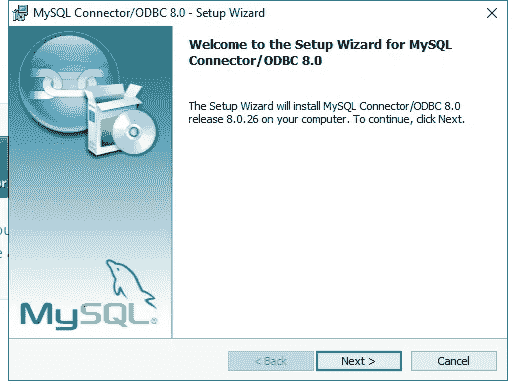 MySQL Connector/ODBC 8.0 - Setup Wizard
Welcome to the Setup Wizard for MySQL
Connector/ODBC 8.0
The Setup Wizard will install MySQL Connector/ODBC 8.0
release 8.0.26 on your computer. To continue, click Next.
MySQL®
< Back
Next >
Cancel